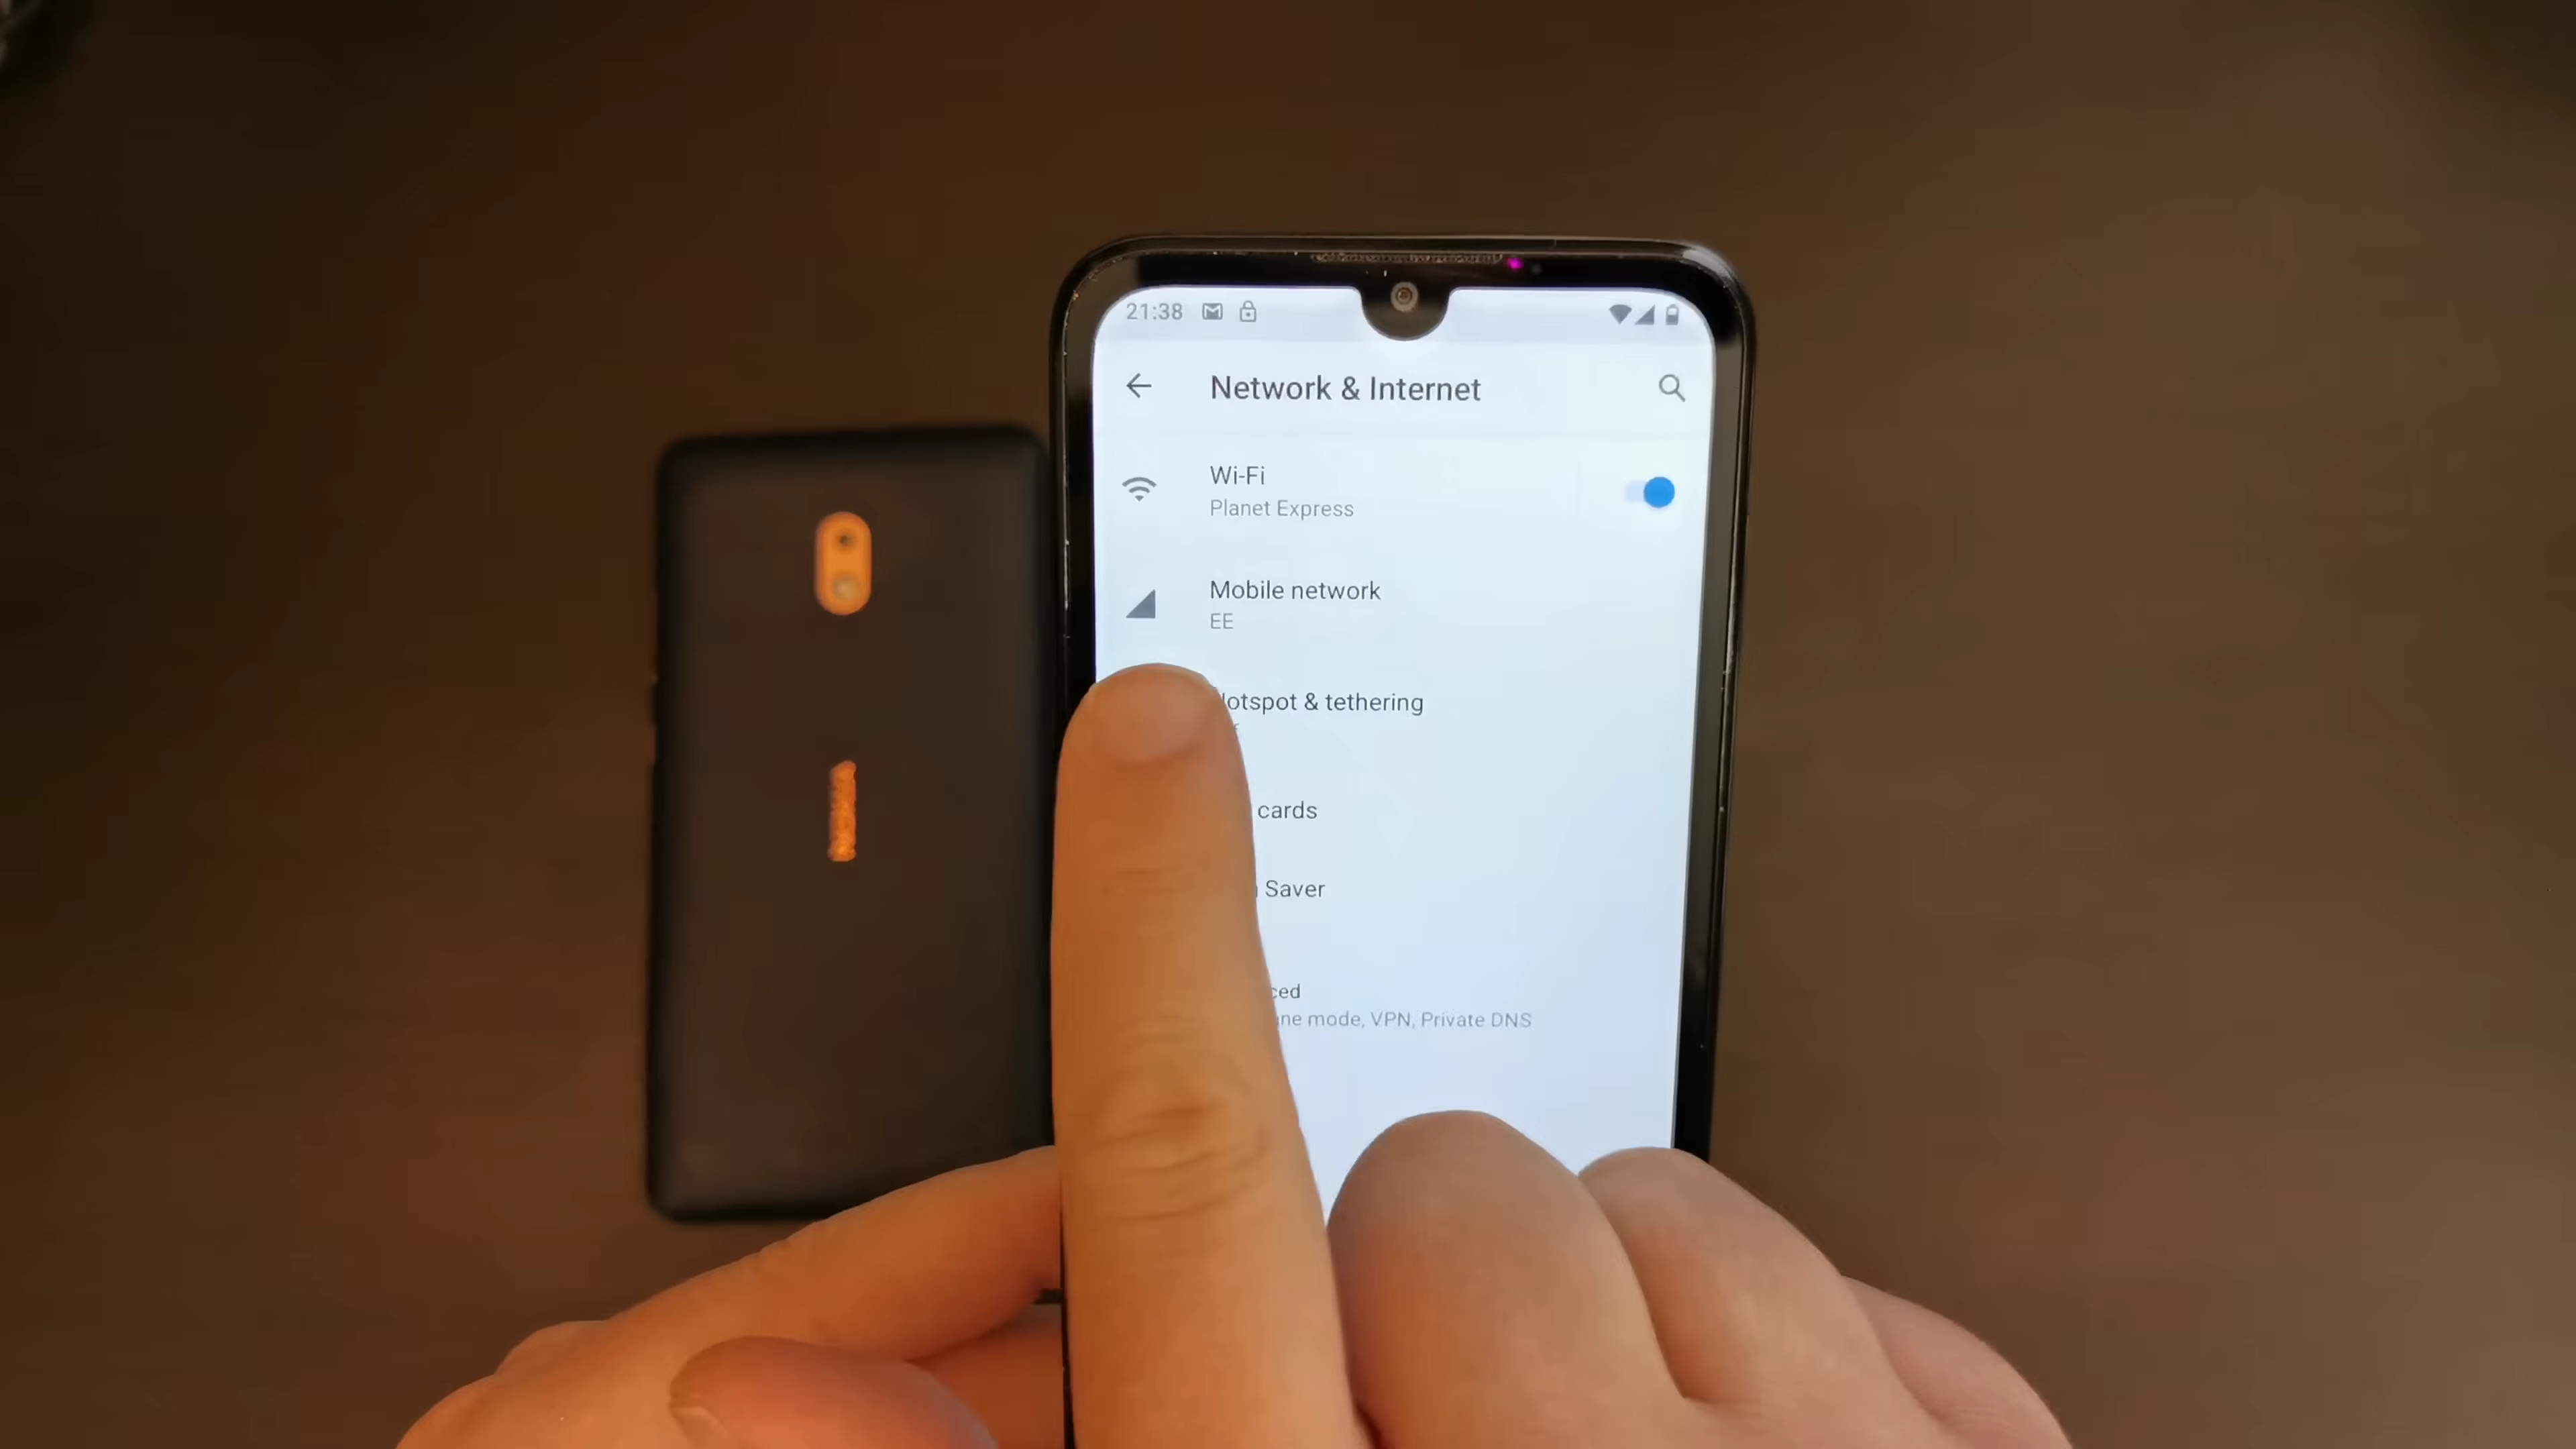 21:38
Network & Internet
Wi-Fi
Planet Express
Mobile network
EE
otspot & tethering
cards
Saver
ced
ne mode, VPN, Private DNS